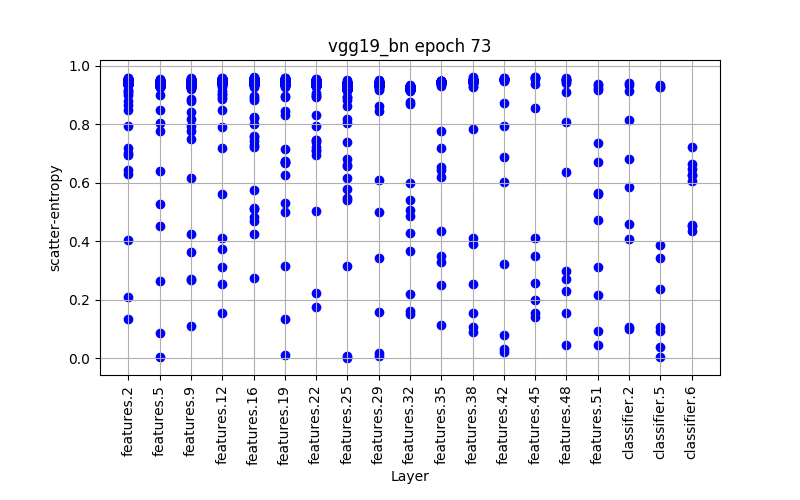 vgg19_bn epoch 73
1.0
0.8
0.6
0.4
0.2
0.0
scatter-entropy
features.2
features.5
features.9
features.12
features.16
features.19
features.22
features.25
features.29
features.32
features.35
features.38
features.42
features.45
features.48
features.51
classifier.2
classifier.5
classifier.6
Layer